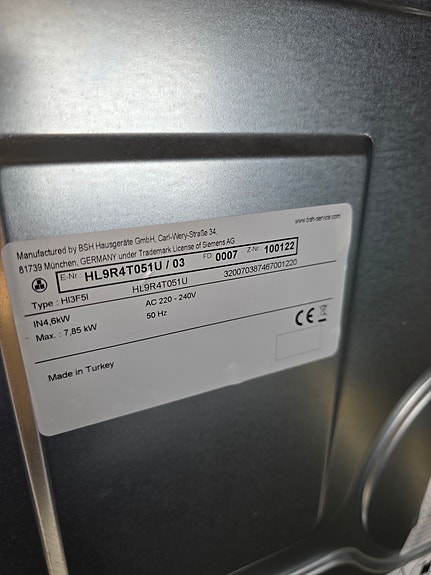 www.bsh-service.com
Manufactured by BSH Hausgeräte GmbH, Carl-Wery-Straße 34,
81739 München, GERMANY under Trademark License of Siemens AG
E-Nr.: HL9R4T051U / 03 FD 0007 Z-Nr.: 100122
Type : HI3F5I HL9R4T051U 320070387467001220
IN4,6kW AC 220 - 240V
Max. : 7,85 kW 50 Hz
CE
Made in Turkey